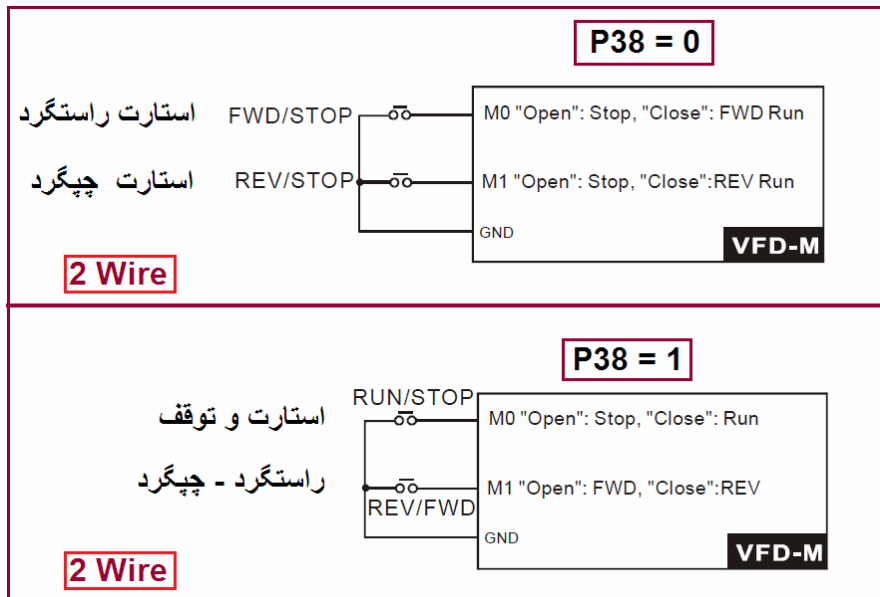 P38 = 0
استارت راستگرد FWD/STOP M0 "Open": Stop, "Close": FWD Run
استارت چپگرد REV/STOP M1 "Open": Stop, "Close":REV Run
GND
VFD-M
2 Wire
P38 = 1
RUN/STOP
استارت و توقف M0 "Open": Stop, "Close": Run
راستگرد - چپگرد M1 "Open": FWD, "Close":REV
REV/FWD
GND
VFD-M
2 Wire